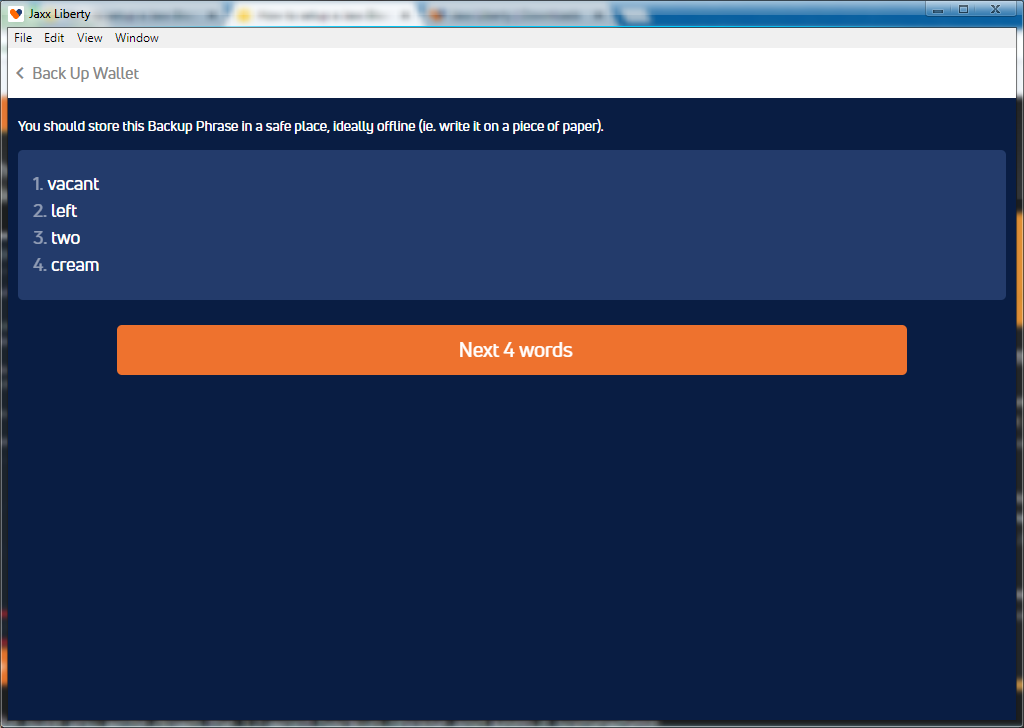 Jaxx Liberty
File Edit View Window
Back Up Wallet
You should store this Backup Phrase in a safe place, ideally offline (ie. write it on a piece of paper).
1. vacant
2. left
3. two
4. cream
Next 4 words